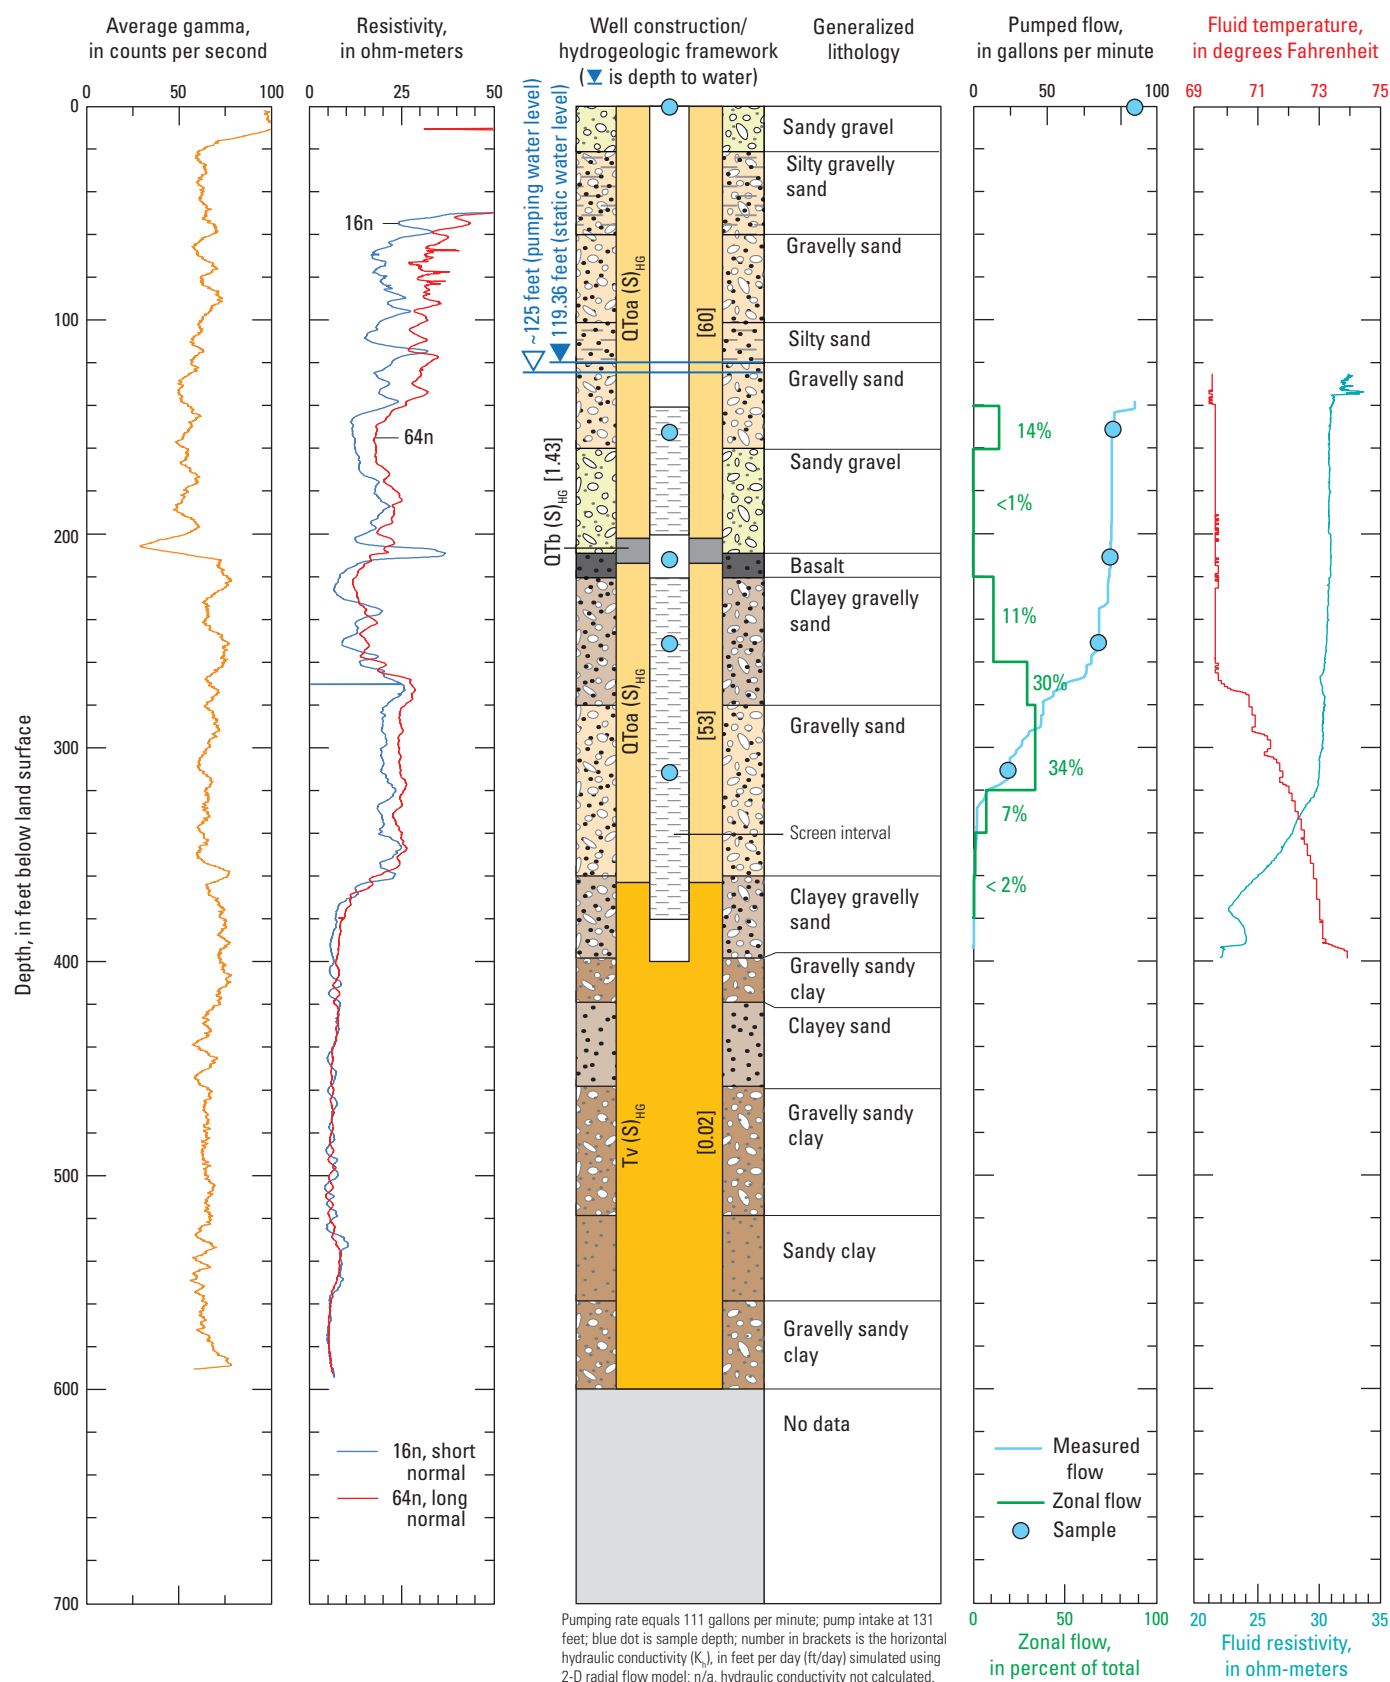 Average gamma,
in counts per second
Resistivity,
in ohm-meters
Well construction/
hydrogeologic framework
(▼ is depth to water)
Generalized
lithology
Pumped flow,
in gallons per minute
Fluid temperature,
in degrees Fahrenheit
0 50 100
0 25 50
0 50 100
69 71 73 75
Depth, in feet below land surface
0
100
200
300
400
500
600
700
16n
64n
16n, short
normal
64n, long
normal
~125 feet (pumping water level)
119.36 feet (static water level)
QTb (S)HG [1.43]
QToa (S)HG
[60]
QToa (S)HG
[53]
Tv (S)HG
[0.02]
Sandy gravel
Silty gravelly
sand
Gravelly sand
Silty sand
Gravelly sand
Sandy gravel
Basalt
Clayey gravelly
sand
Gravelly sand
Screen interval
Clayey gravelly
sand
Gravelly sandy
clay
Clayey sand
Gravelly sandy
clay
Sandy clay
Gravelly sandy
clay
No data
14%
<1%
11%
30%
34%
7%
< 2%
Measured
flow
Zonal flow
Sample
0 50 100
0 25 50
0 50 100
Zonal flow,
in percent of total
20 25 30 35
Fluid resistivity,
in ohm-meters
Pumping rate equals 111 gallons per minute; pump intake at 131
feet; blue dot is sample depth; number in brackets is the horizontal
hydraulic conductivity (Kh), in feet per day (ft/day) simulated using
2-D radial flow model; n/a, hydraulic conductivity not calculated.